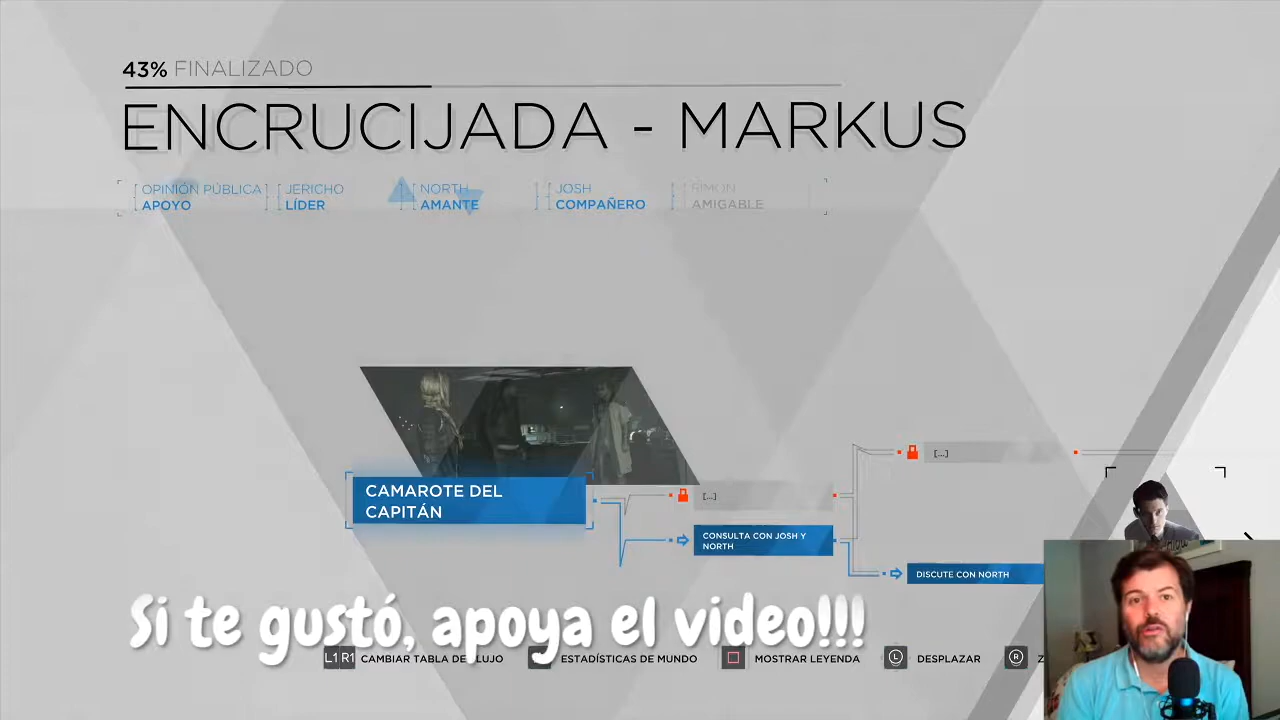 43% FINALIZADO
ENCRUCIJADA - MARKUS
OPINIÓN PÚBLICA JERICHO NORTH JOSH SIMON
APOYO LÍDER AMANTE COMPAÑERO AMIGABLE
[...]
CAMAROTE DEL
CAPITÁN
[...]
CONSULTA CON JOSH Y
NORTH
DISCUTE CON NORTH
Si te gustó, apoya el video!!!
L1 R1 CAMBIAR TABLA DE FLUJO ESTADÍSTICAS DE MUNDO MOSTRAR LEYENDA L DESPLAZAR R